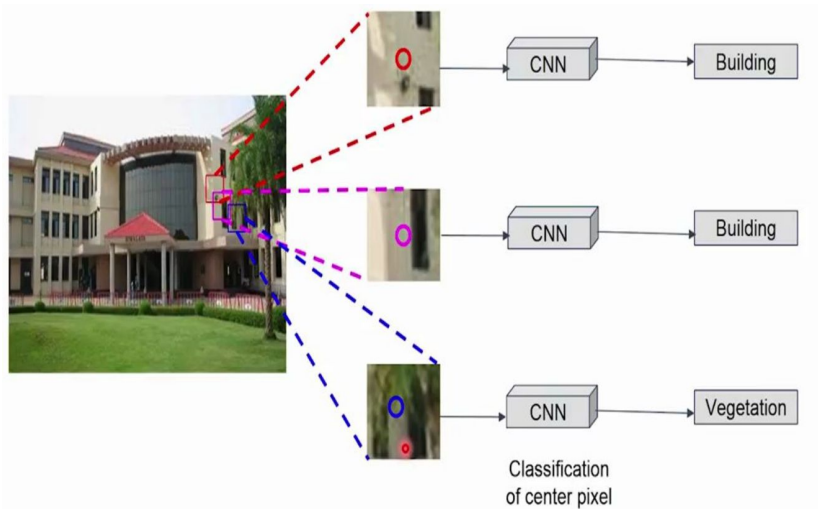 CNN
Building
CNN
Building
CNN
Vegetation
Classification
of center pixel